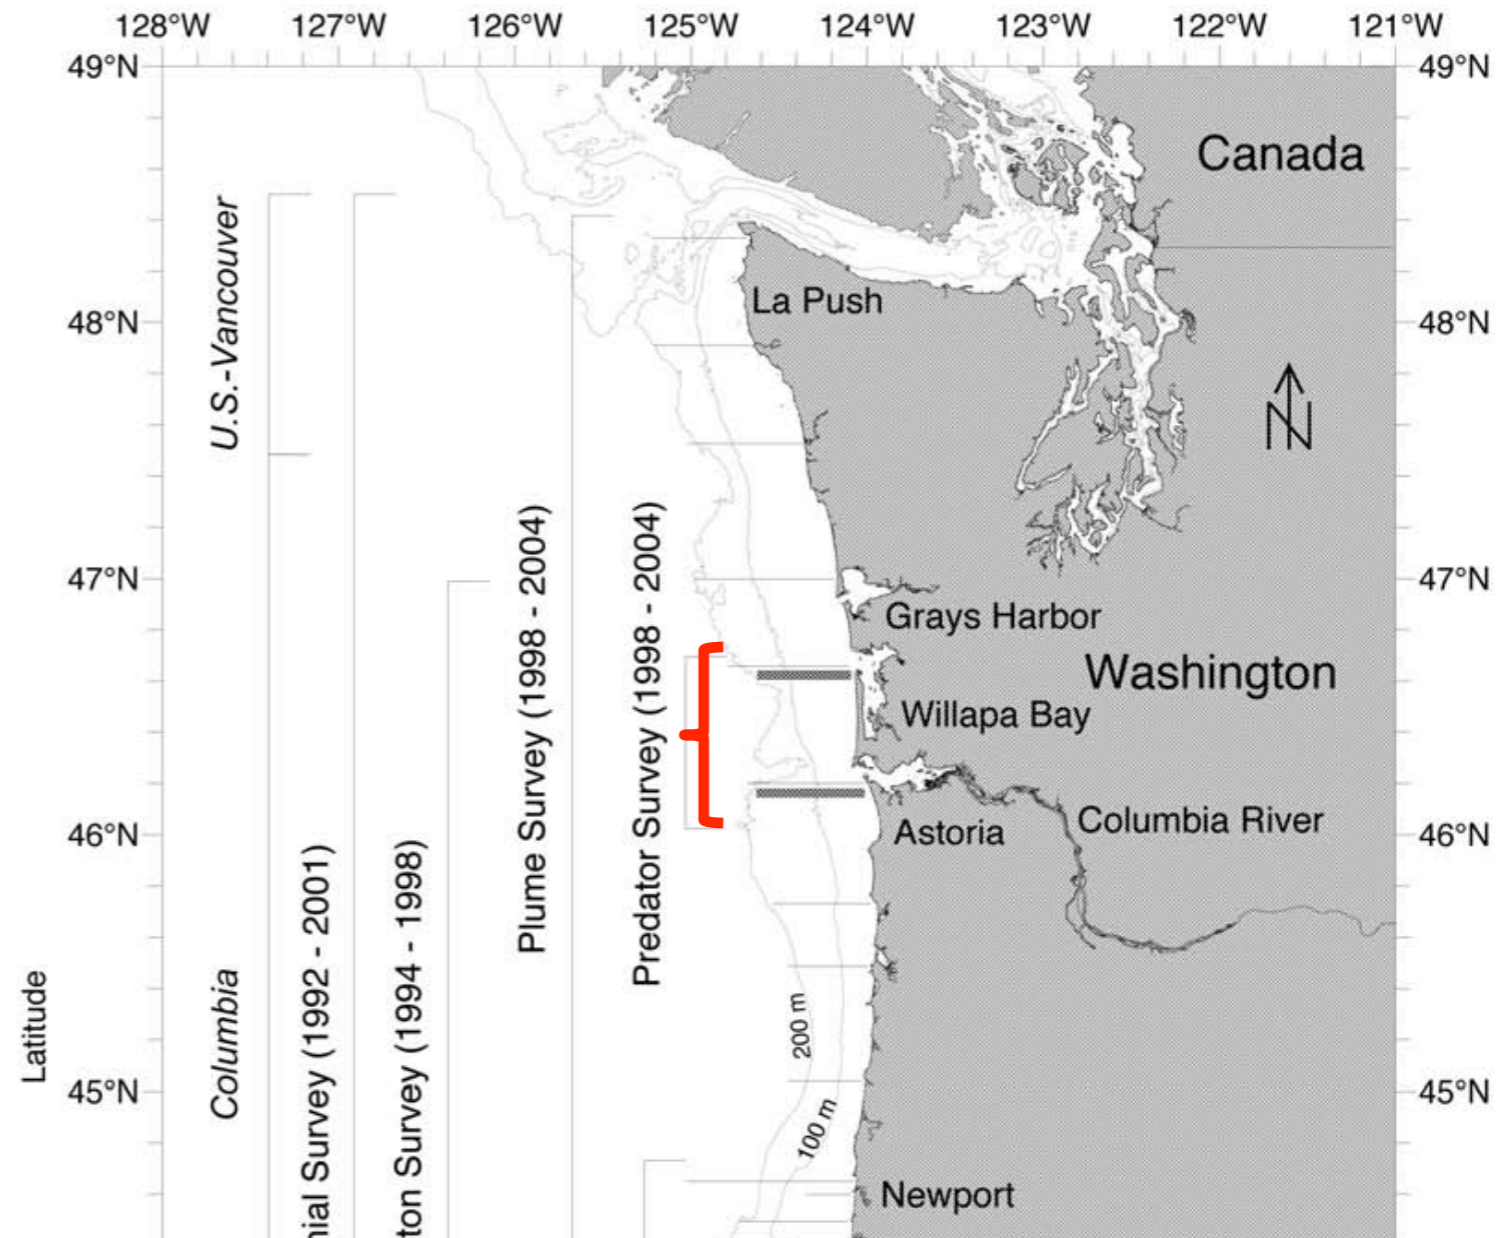 128°W 127°W 126°W 125°W 124°W 123°W 122°W 121°W
49°N 49°N
Canada
U.S.-Vancouver
La Push
48°N 48°N
N
Plume Survey (1998 - 2004)
Predator Survey (1998 - 2004)
47°N 47°N
Grays Harbor
Washington
Willapa Bay
Astoria
Columbia River
46°N 46°N
Latitude
Columbia
nial Survey (1992 - 2001)
ton Survey (1994 - 1998)
200 m
45°N 45°N
100 m
Newport